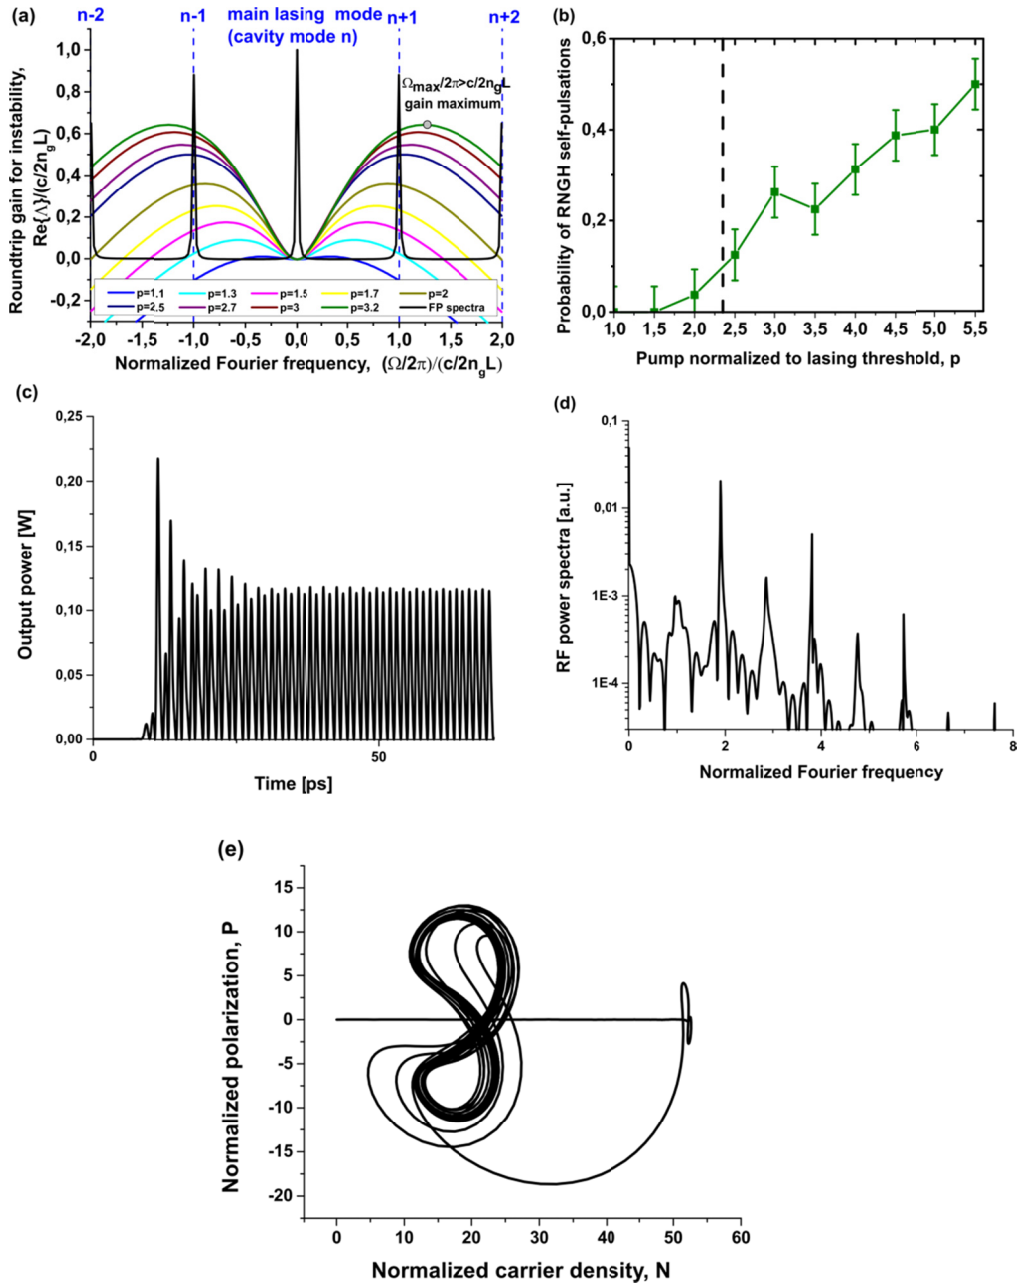 (a)
n-2
n-1
main lasing mode
(cavity mode n)
n+1
n+2
Roundtrip gain for instability,
Re{Λ}/(c/2n_gL)
1,0
0,8
0,6
0,4
0,2
0,0
-0,2
Ω_max/2π>c/2n_gL
gain maximum
p=1.1
p=1.3
p=1.5
p=1.7
p=2
p=2.5
p=2.7
p=3
p=3.2
FP spectra
-2,0
-1,5
-1,0
-0,5
0,0
0,5
1,0
1,5
2,0
Normalized Fourier frequency, (Ω/2π)/(c/2n_gL)
(b)
Probability of RNGH self-pulsations
0,6
0,4
0,2
0,0
1,0
1,5
2,0
2,5
3,0
3,5
4,0
4,5
5,0
5,5
Pump normalized to lasing threshold, p
(c)
Output power [W]
0,25
0,20
0,15
0,10
0,05
0,00
0
50
Time [ps]
(d)
RF power spectra [a.u.]
0,1
0,01
1E-3
1E-4
0
2
4
6
8
Normalized Fourier frequency
(e)
Normalized polarization, P
15
10
5
0
-5
-10
-15
-20
0
10
20
30
40
50
60
Normalized carrier density, N